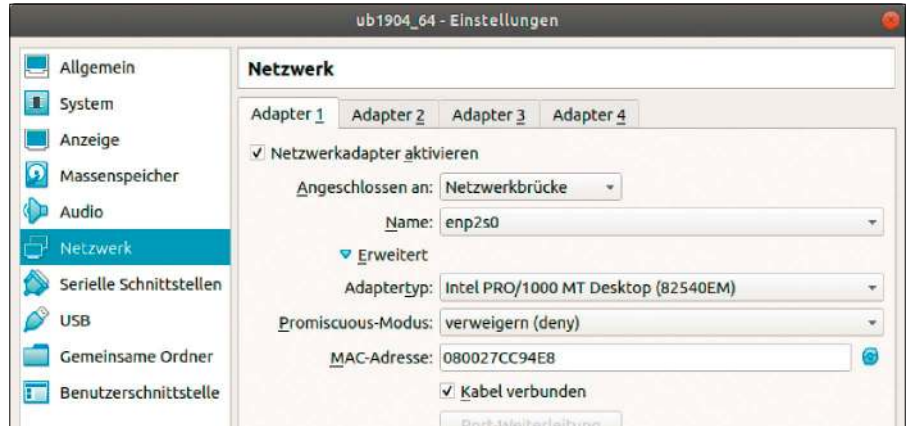 ub1904_64 - Einstellungen
Allgemein
System
Anzeige
Massenspeicher
Audio
Netzwerk
Serielle Schnittstellen
USB
Gemeinsame Ordner
Benutzerschnittstelle
Netzwerk
Adapter 1 Adapter 2 Adapter 3 Adapter 4
Netzwerkadapter aktivieren
Angeschlossen an: Netzwerkbrücke
Name: enp2s0
Erweitert
Adaptertyp: Intel PRO/1000 MT Desktop (82540EM)
Promiscuous-Modus: verweigern (deny)
MAC-Adresse: 080027CC94E8
Kabel verbunden
Port-Weiterleitung